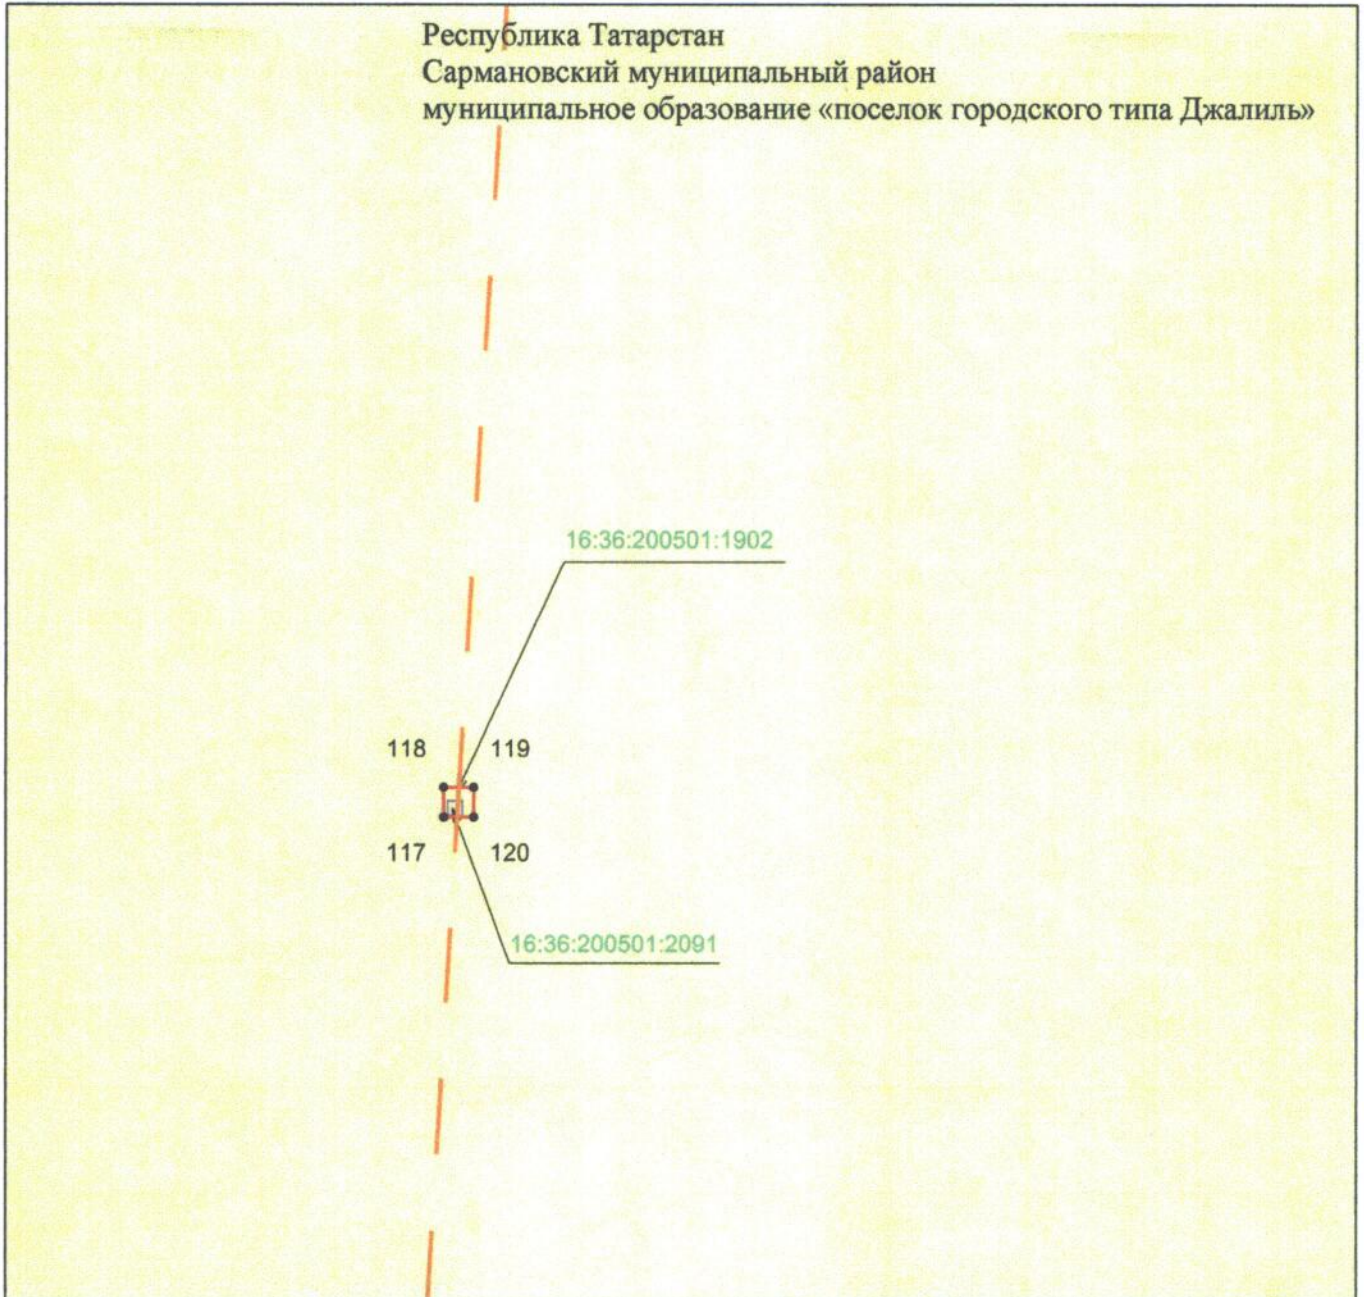 Республика Татарстан
Сармановский муниципальный район
муниципальное образование «поселок городского типа Джалиль»
16:36:200501:1902
118 119
117 120
16:36:200501:2091